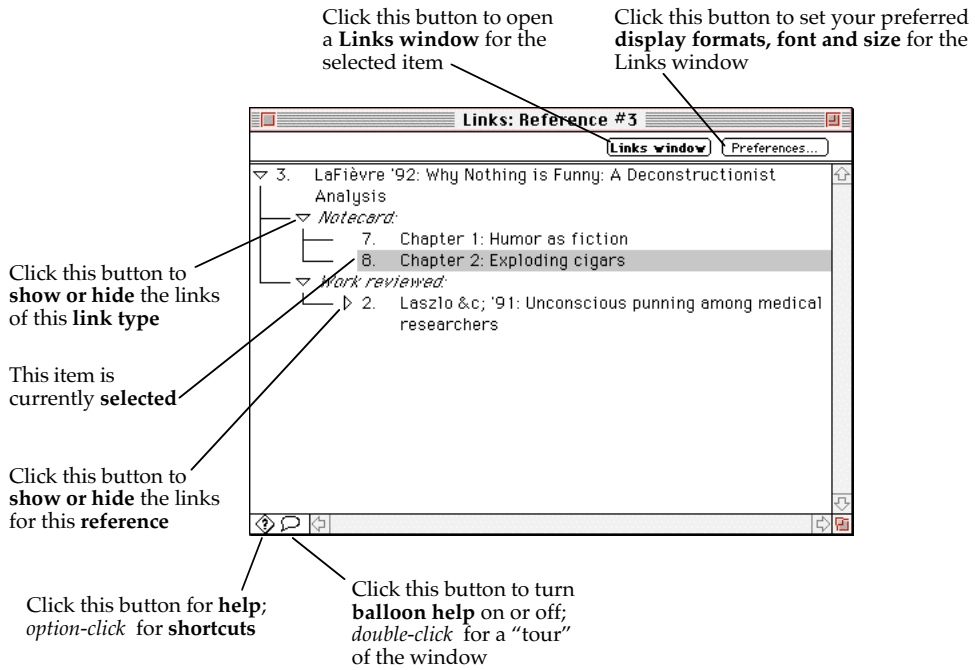 Click this button to open
a Links window for the
selected item
Click this button to set your preferred
display formats, font and size for the
Links window
Links: Reference #3
Links window
Preferences...
3. LaFièvre '92: Why Nothing is Funny: A Deconstructionist
Analysis
Notecard:
7. Chapter 1: Humor as fiction
8. Chapter 2: Exploding cigars
Work reviewed:
2. Laszlo &c; '91: Unconscious punning among medical
researchers
Click this button to
show or hide the links
of this link type
This item is
currently selected
Click this button to
show or hide the links
for this reference
?
Click this button for help;
option-click for shortcuts
Click this button to turn
balloon help on or off;
double-click for a “tour”
of the window